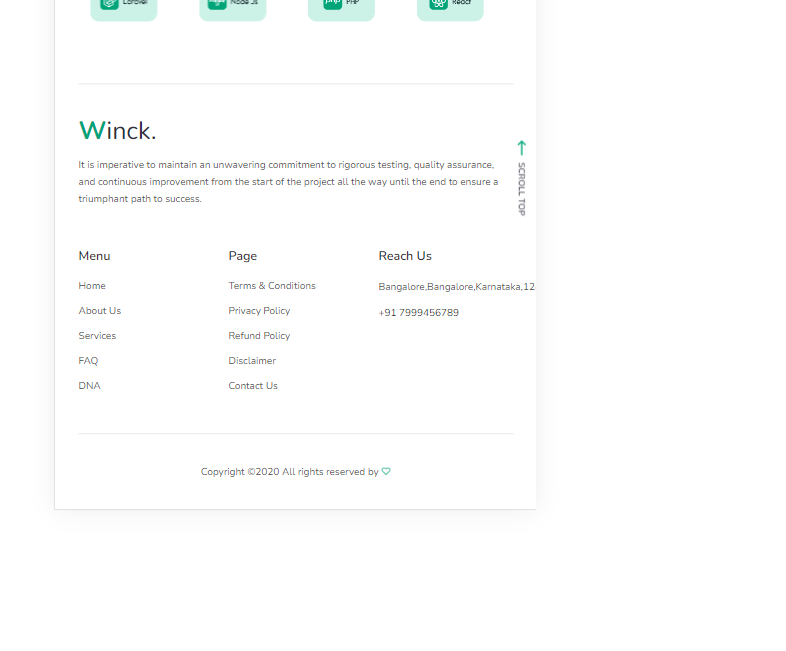 Laravel
Node Js
php PHP
React
Winck.
It is imperative to maintain an unwavering commitment to rigorous testing, quality assurance,
and continuous improvement from the start of the project all the way until the end to ensure a
triumphant path to success.
SCROLL TOP
Menu
Home
About Us
Services
FAQ
DNA
Page
Terms & Conditions
Privacy Policy
Refund Policy
Disclaimer
Contact Us
Reach Us
Bangalore,Bangalore,Karnataka,12
+91 7999456789
Copyright ©2020 All rights reserved by